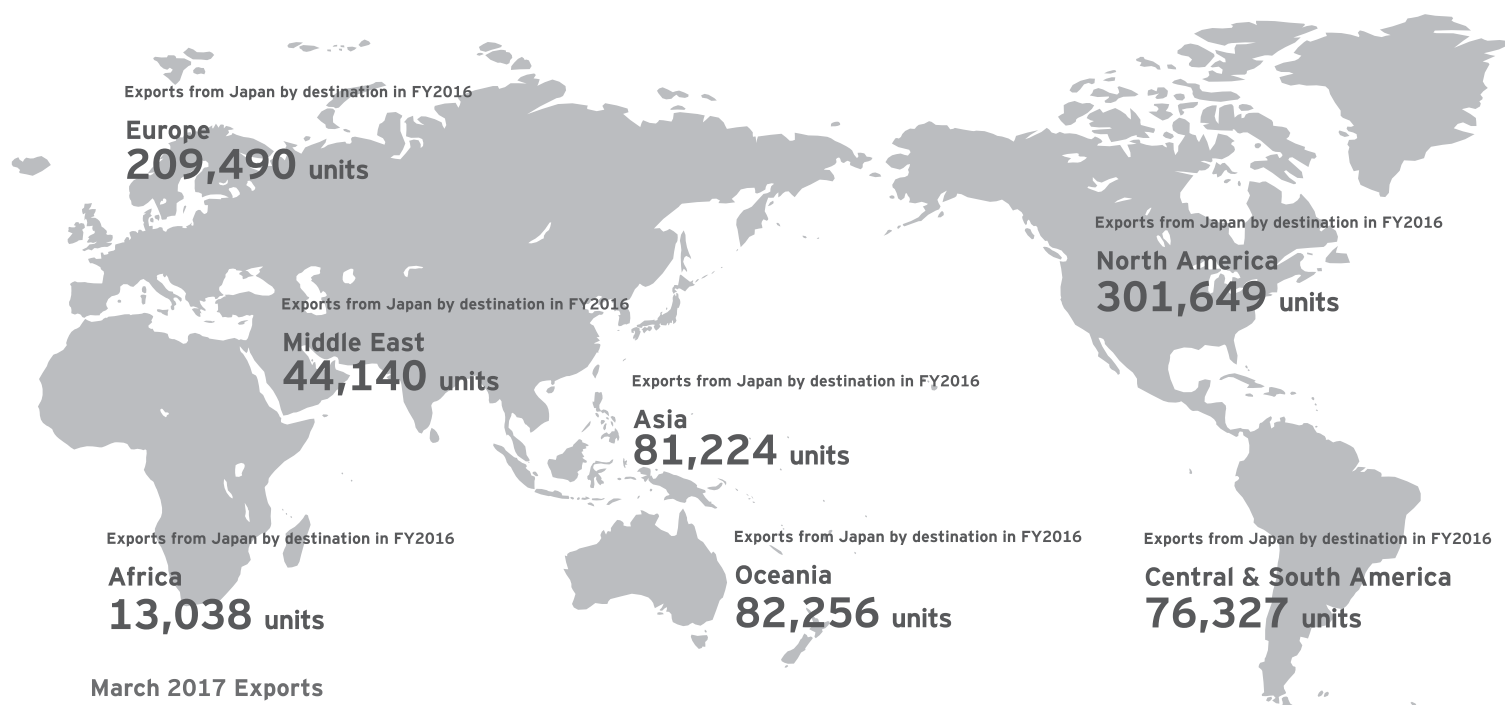 Exports from Japan by destination in FY2016
Europe
209,490 units
Exports from Japan by destination in FY2016
North America
301,649 units
Exports from Japan by destination in FY2016
Middle East
44,140 units
Exports from Japan by destination in FY2016
Asia
81,224 units
Exports from Japan by destination in FY2016
Africa
13,038 units
Exports from Japan by destination in FY2016
Oceania
82,256 units
Exports from Japan by destination in FY2016
Central & South America
76,327 units
March 2017 Exports